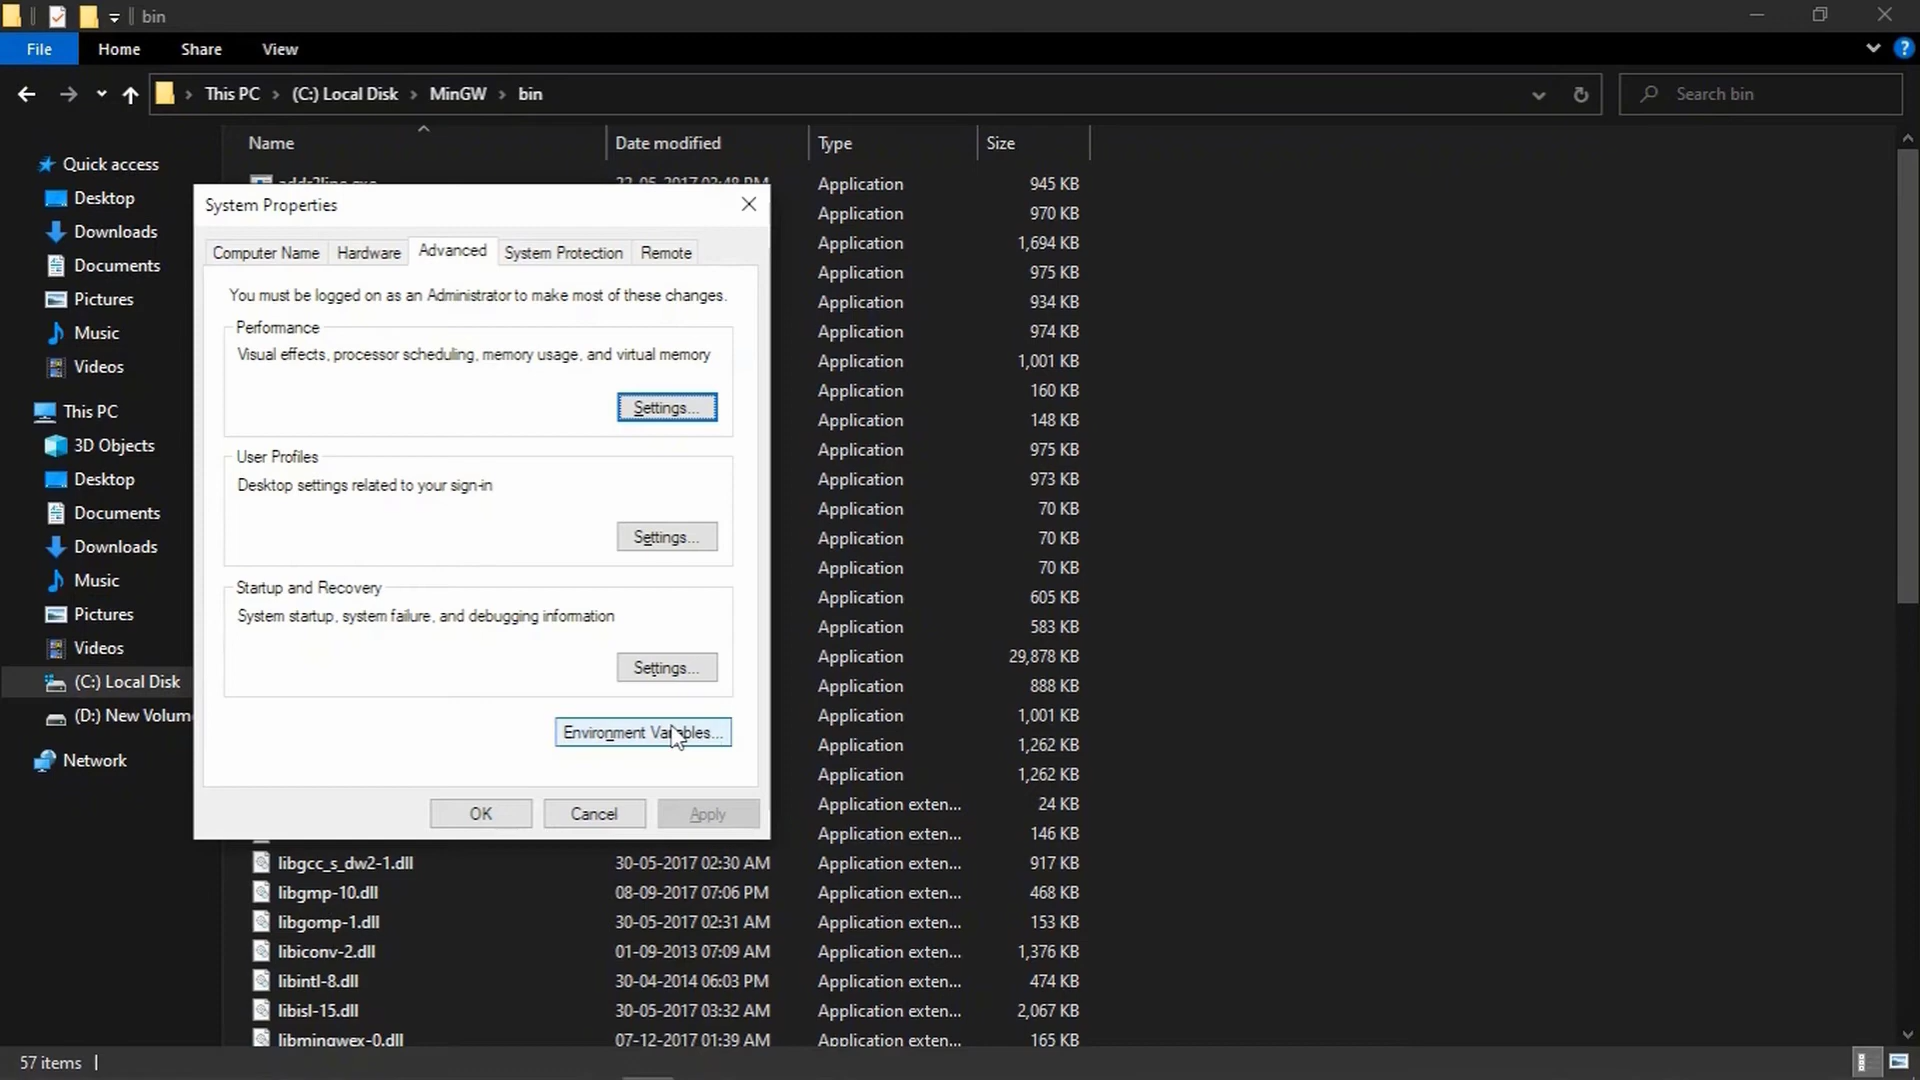 bin
File Home Share View
This PC (C:) Local Disk MinGW bin
Search bin
Name Date modified Type Size
Quick access
Desktop
Downloads
Documents
Pictures
Music
Videos
This PC
3D Objects
Desktop
Documents
Downloads
Music
Pictures
Videos
(C:) Local Disk
(D:) New Volum
Network
System Properties
Computer Name Hardware Advanced System Protection Remote
You must be logged on as an Administrator to make most of these changes.
Performance
Visual effects, processor scheduling, memory usage, and virtual memory
Settings...
User Profiles
Desktop settings related to your sign-in
Settings...
Startup and Recovery
System startup, system failure, and debugging information
Settings...
Environment Variables...
OK Cancel Apply
Application 945 KB
Application 970 KB
Application 1,694 KB
Application 975 KB
Application 934 KB
Application 974 KB
Application 1,001 KB
Application 160 KB
Application 148 KB
Application 975 KB
Application 973 KB
Application 70 KB
Application 70 KB
Application 70 KB
Application 605 KB
Application 583 KB
Application 29,878 KB
Application 888 KB
Application 1,001 KB
Application 1,262 KB
Application 1,262 KB
Application exten... 24 KB
Application exten... 146 KB
libgcc_s_dw2-1.dll 30-05-2017 02:30 AM Application exten... 917 KB
libgmp-10.dll 08-09-2017 07:06 PM Application exten... 468 KB
libgomp-1.dll 30-05-2017 02:31 AM Application exten... 153 KB
libiconv-2.dll 01-09-2013 07:09 AM Application exten... 1,376 KB
libintl-8.dll 30-04-2014 06:03 PM Application exten... 474 KB
libisl-15.dll 30-05-2017 03:32 AM Application exten... 2,067 KB
libmingwex-0.dll 07-12-2017 01:39 AM Application exten... 165 KB
57 items